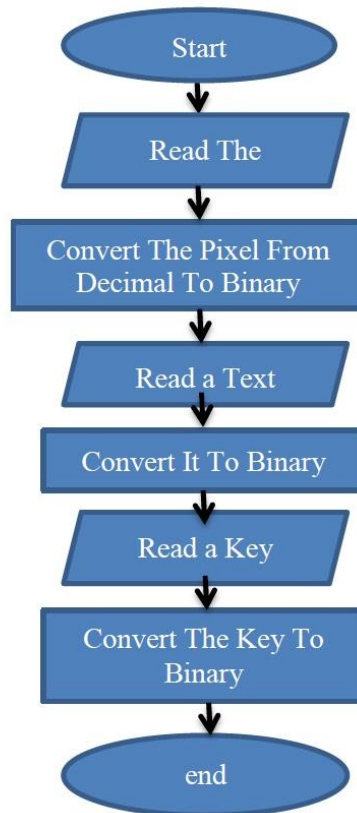 Start
Read The
Convert The Pixel From
Decimal To Binary
Read a Text
Convert It To Binary
Read a Key
Convert The Key To
Binary
end